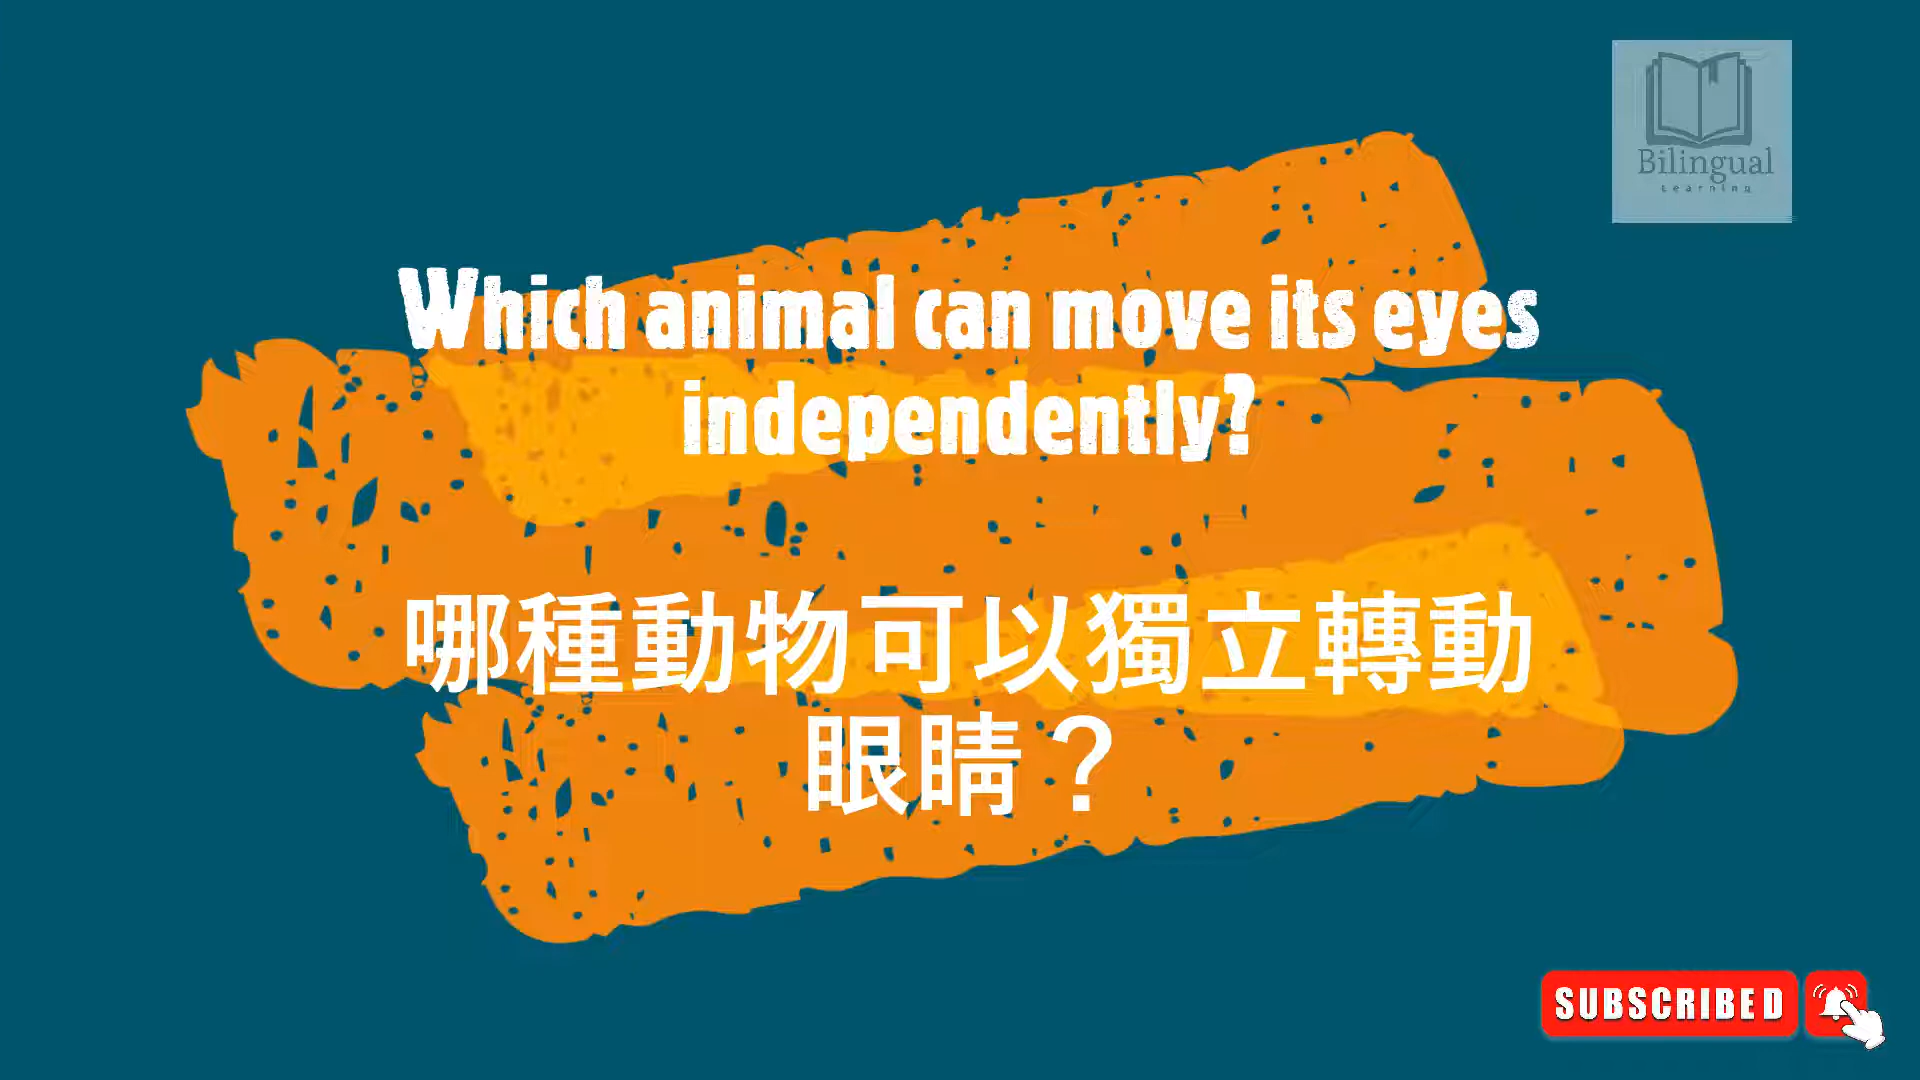 Bilingual
Learning
Which animal can move its eyes
independently?
哪種動物可以獨立轉動
眼睛？
SUBSCRIBED